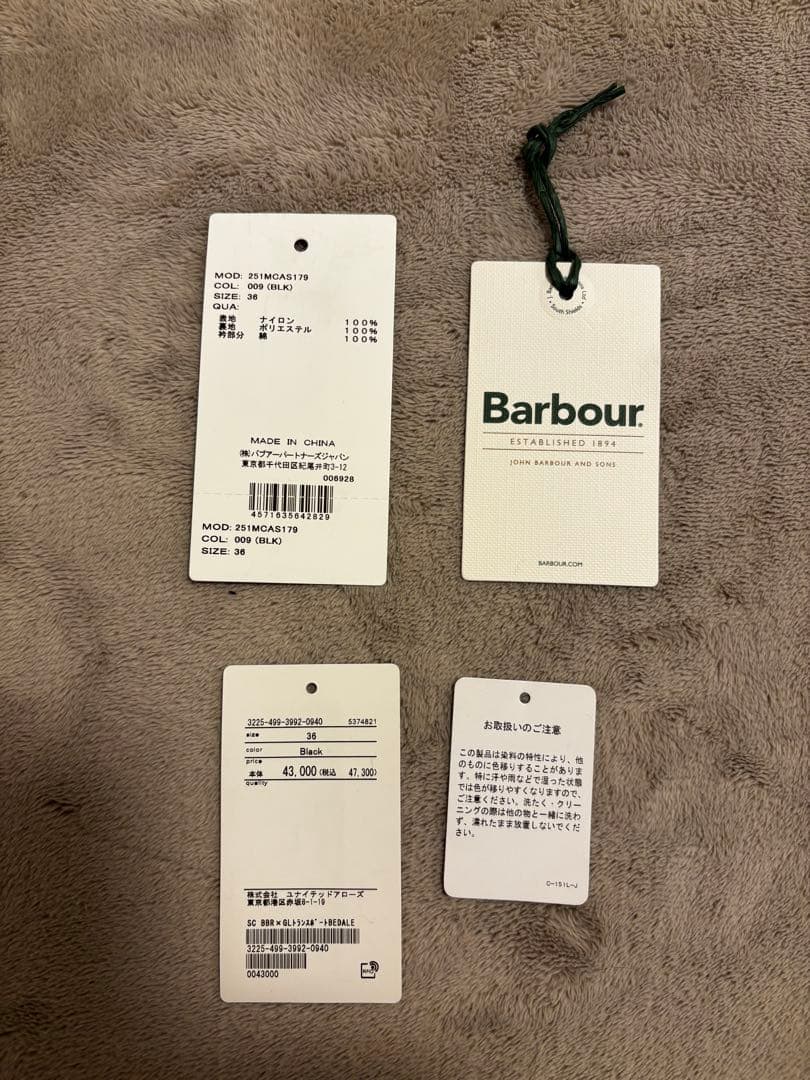 MOD: 251MCAS179
COL: 009 (BLK)
SIZE: 36
QUA:
表地 ナイロン 100%
裏地 ポリエステル 100%
衿部分 綿 100%
MADE IN CHINA
(株)バブアーパートナーズジャパン
東京都千代田区紀尾井町3-12
006928
4571635642829
MOD: 251MCAS179
COL: 009 (BLK)
SIZE: 36
South Shields
Barbour
ESTABLISHED 1894
JOHN BARBOUR AND SONS
BARBOUR.COM
3225-499-3992-0940 5374821
size 36
color Black
price
本体 43,000 (税込 47,300)
quality
株式会社 ユナイテッドアローズ
東京都港区赤坂8-1-19
SC BBR×GLトランスポートBEDALE
3225-499-3992-0940
0043000
お取扱いのご注意
この製品は染料の特性により、他
のものに色移りすることがありま
す。特に汗や雨などで湿った状態
では色が移りやすくなりますので、
ご注意ください。洗たく・クリー
ニングの際は他の物と一緒に洗わ
ず、濡れたまま放置しないでくだ
さい。
C-151L-J